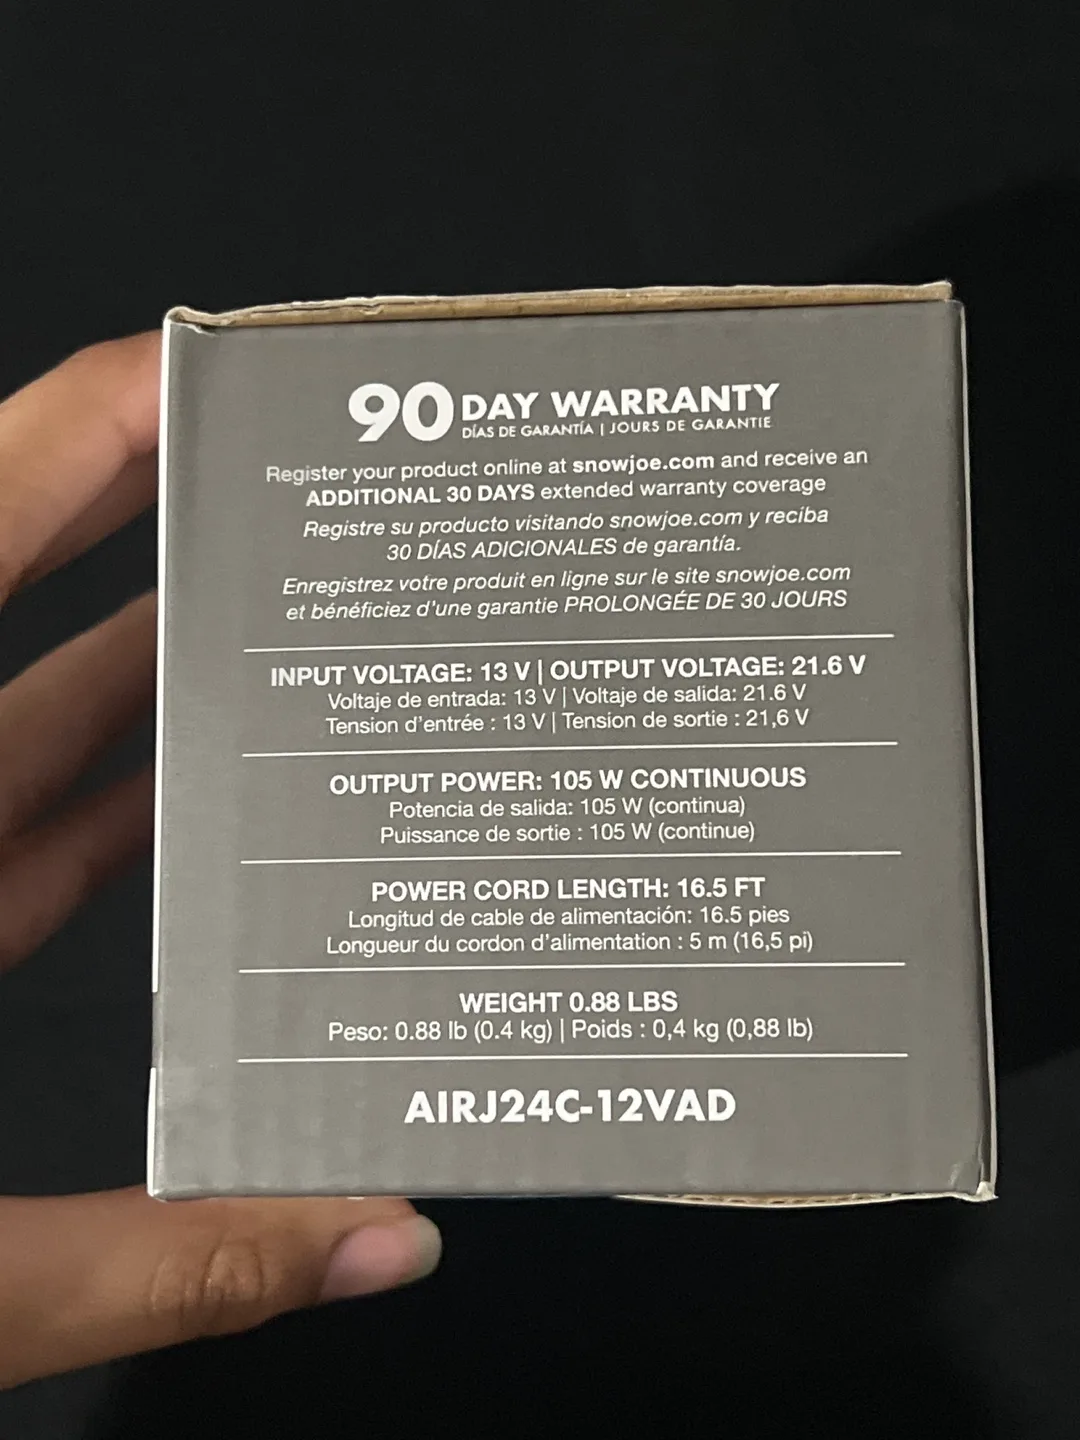 90 DAY WARRANTY
DÍAS DE GARANTÍA | JOURS DE GARANTIE
Register your product online at snowjoe.com and receive an
ADDITIONAL 30 DAYS extended warranty coverage
Registre su producto visitando snowjoe.com y reciba
30 DÍAS ADICIONALES de garantía.
Enregistrez votre produit en ligne sur le site snowjoe.com
et bénéficiez d'une garantie PROLONGÉE DE 30 JOURS
INPUT VOLTAGE: 13 V | OUTPUT VOLTAGE: 21.6 V
Voltaje de entrada: 13 V | Voltaje de salida: 21.6 V
Tension d'entrée : 13 V | Tension de sortie : 21,6 V
OUTPUT POWER: 105 W CONTINUOUS
Potencia de salida: 105 W (continua)
Puissance de sortie : 105 W (continue)
POWER CORD LENGTH: 16.5 FT
Longitud de cable de alimentación: 16.5 pies
Longueur du cordon d'alimentation : 5 m (16,5 pi)
WEIGHT 0.88 LBS
Peso: 0.88 lb (0.4 kg) | Poids : 0,4 kg (0,88 lb)
AIRJ24C-12VAD